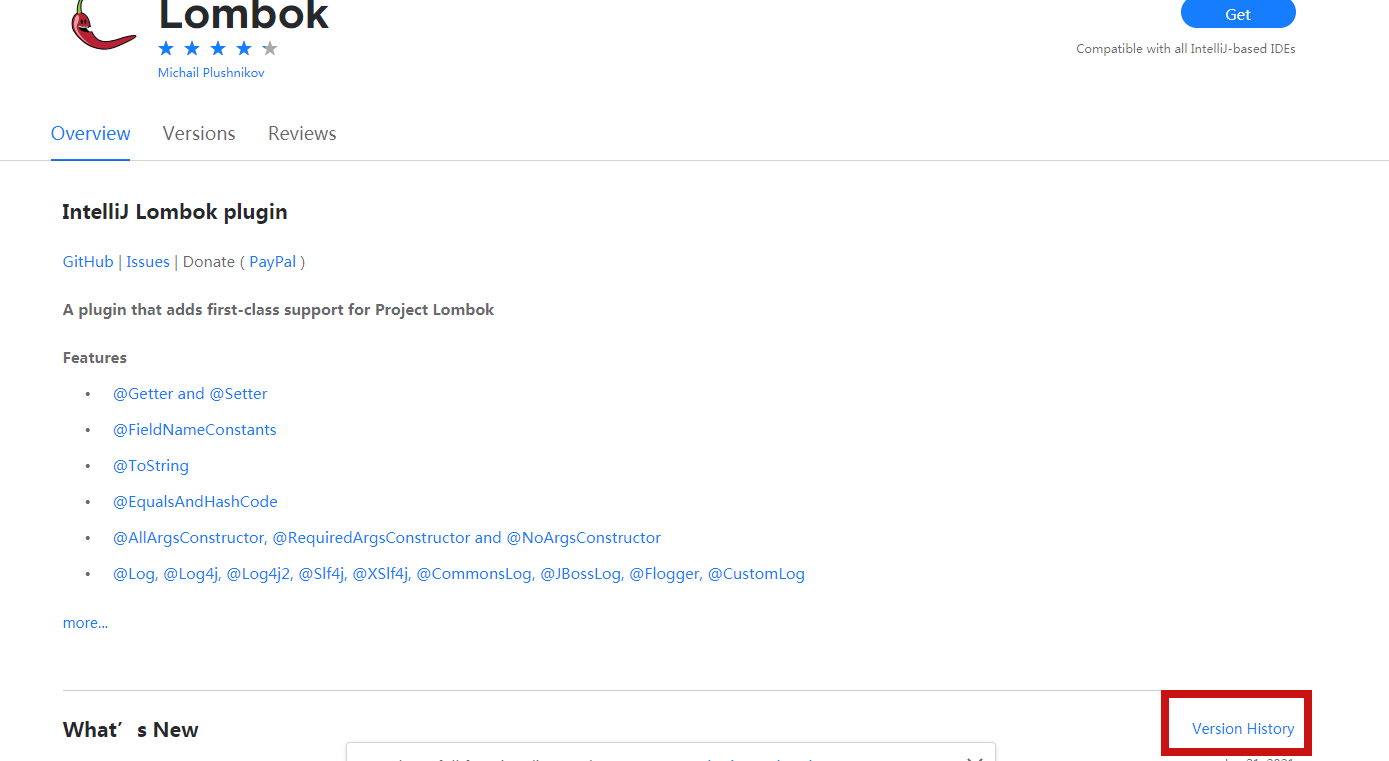 Lombok
Get
Compatible with all IntelliJ-based IDEs
Michail Plushnikov
Overview Versions Reviews
IntelliJ Lombok plugin
GitHub | Issues | Donate ( PayPal )
A plugin that adds first-class support for Project Lombok
Features
• @Getter and @Setter
• @FieldNameConstants
• @ToString
• @EqualsAndHashCode
• @AllArgsConstructor, @RequiredArgsConstructor and @NoArgsConstructor
• @Log, @Log4j, @Log4j2, @Slf4j, @XSlf4j, @CommonsLog, @JBossLog, @Flogger, @CustomLog
more...
What’s New
Version History